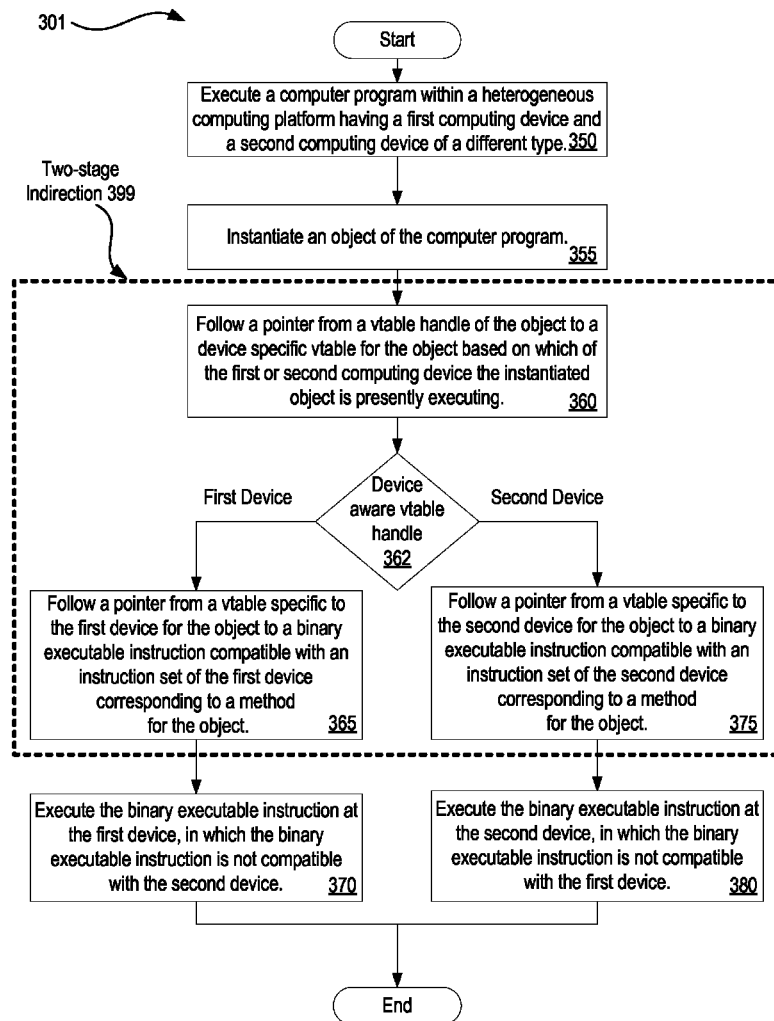 301
Start
Execute a computer program within a heterogeneous
computing platform having a first computing device and
a second computing device of a different type. 350
Two-stage
Indirection 399
Instantiate an object of the computer program.
355
Follow a pointer from a vtable handle of the object to a
device specific vtable for the object based on which of
the first or second computing device the instantiated
object is presently executing. 360
First Device
Device
aware vtable
handle
362
Second Device
Follow a pointer from a vtable specific to
the first device for the object to a binary
executable instruction compatible with an
instruction set of the first device
corresponding to a method
for the object. 365
Follow a pointer from a vtable specific to
the second device for the object to a binary
executable instruction compatible with an
instruction set of the second device
corresponding to a method
for the object. 375
Execute the binary executable instruction at
the first device, in which the binary
executable instruction is not compatible
with the second device. 370
Execute the binary executable instruction at
the second device, in which the binary
executable instruction is not compatible
with the first device. 380
End